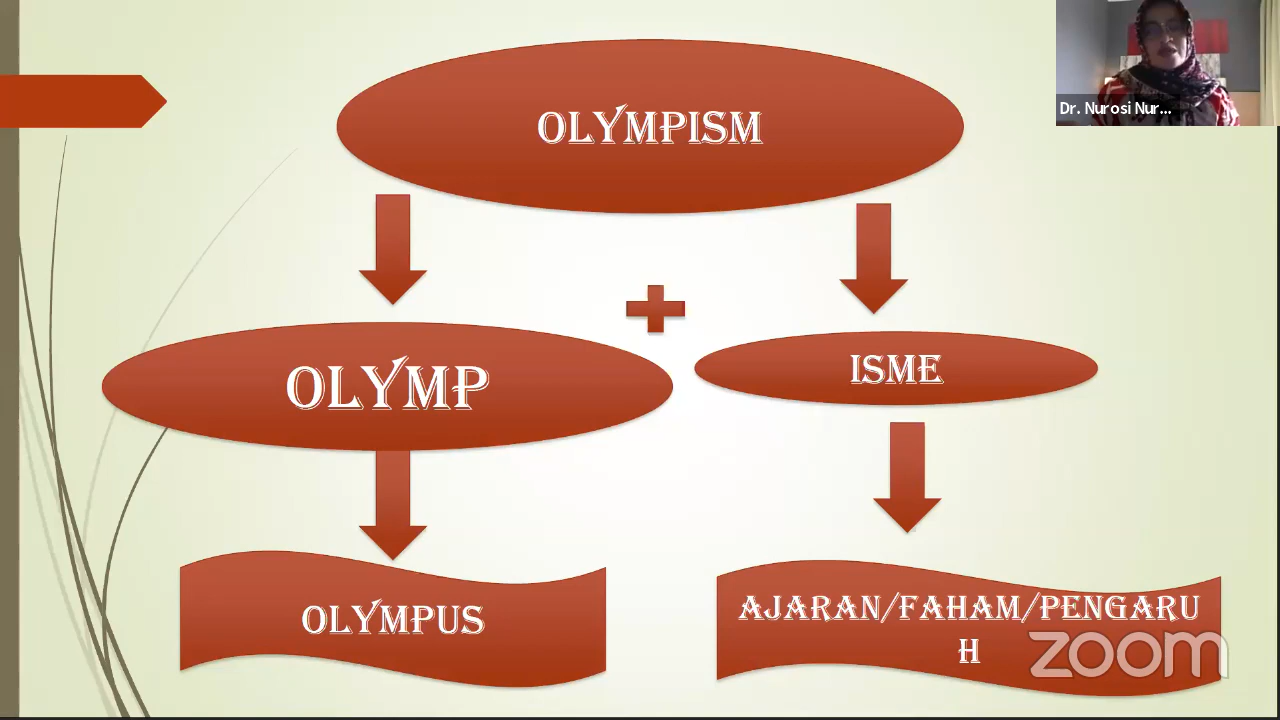 OLYMPISM
Dr. Nurosi Nur...
OLYMP
ISME
OLYMPUS
AJARAN/FAHAM/PENGARU
H
zoom